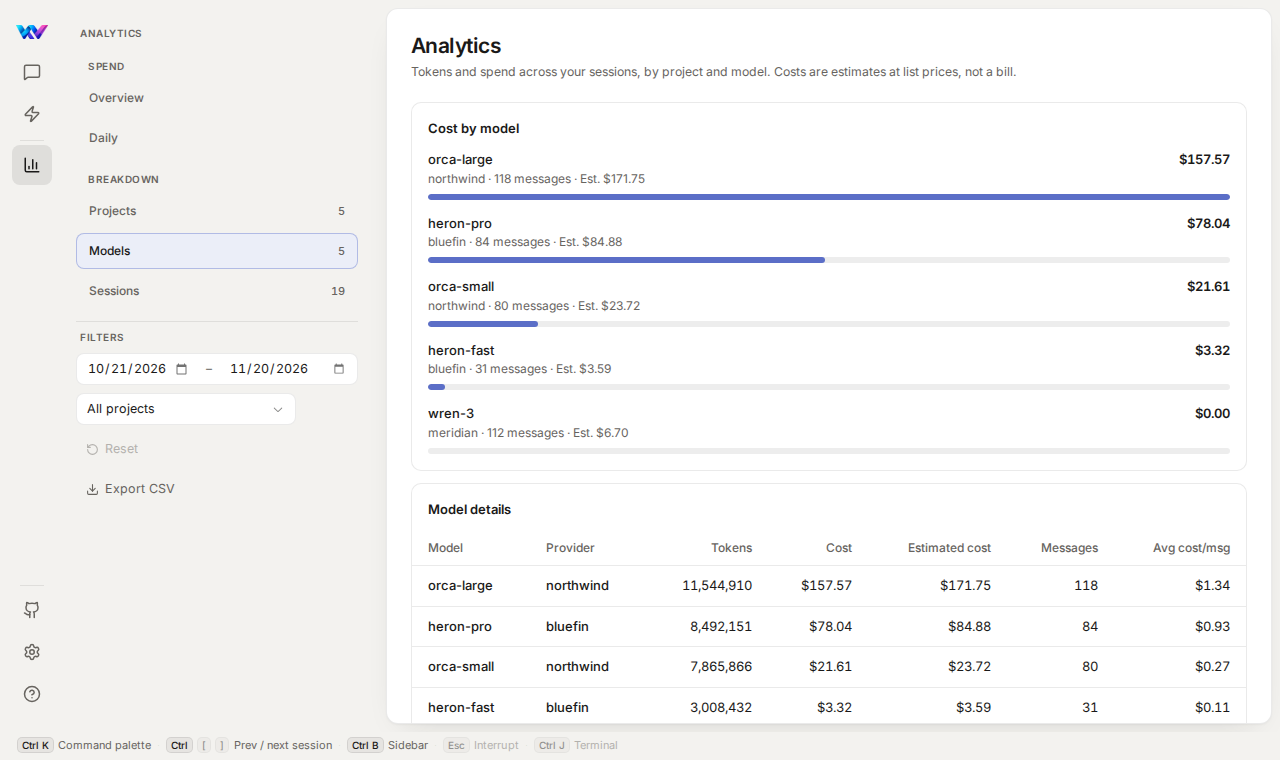 ANALYTICS
SPEND
Overview
Daily
BREAKDOWN
Projects 5
Models 5
Sessions 19
FILTERS
10/21/2026 – 11/20/2026
All projects
Reset
Export CSV
Analytics
Tokens and spend across your sessions, by project and model. Costs are estimates at list prices, not a bill.
Cost by model
orca-large $157.57
northwind · 118 messages · Est. $171.75
heron-pro $78.04
bluefin · 84 messages · Est. $84.88
orca-small $21.61
northwind · 80 messages · Est. $23.72
heron-fast $3.32
bluefin · 31 messages · Est. $3.59
wren-3 $0.00
meridian · 112 messages · Est. $6.70
Model details
Model Provider Tokens Cost Estimated cost Messages Avg cost/msg
orca-large northwind 11,544,910 $157.57 $171.75 118 $1.34
heron-pro bluefin 8,492,151 $78.04 $84.88 84 $0.93
orca-small northwind 7,865,866 $21.61 $23.72 80 $0.27
heron-fast bluefin 3,008,432 $3.32 $3.59 31 $0.11
Ctrl K Command palette Ctrl [ ] Prev / next session Ctrl B Sidebar Esc Interrupt Ctrl J Terminal